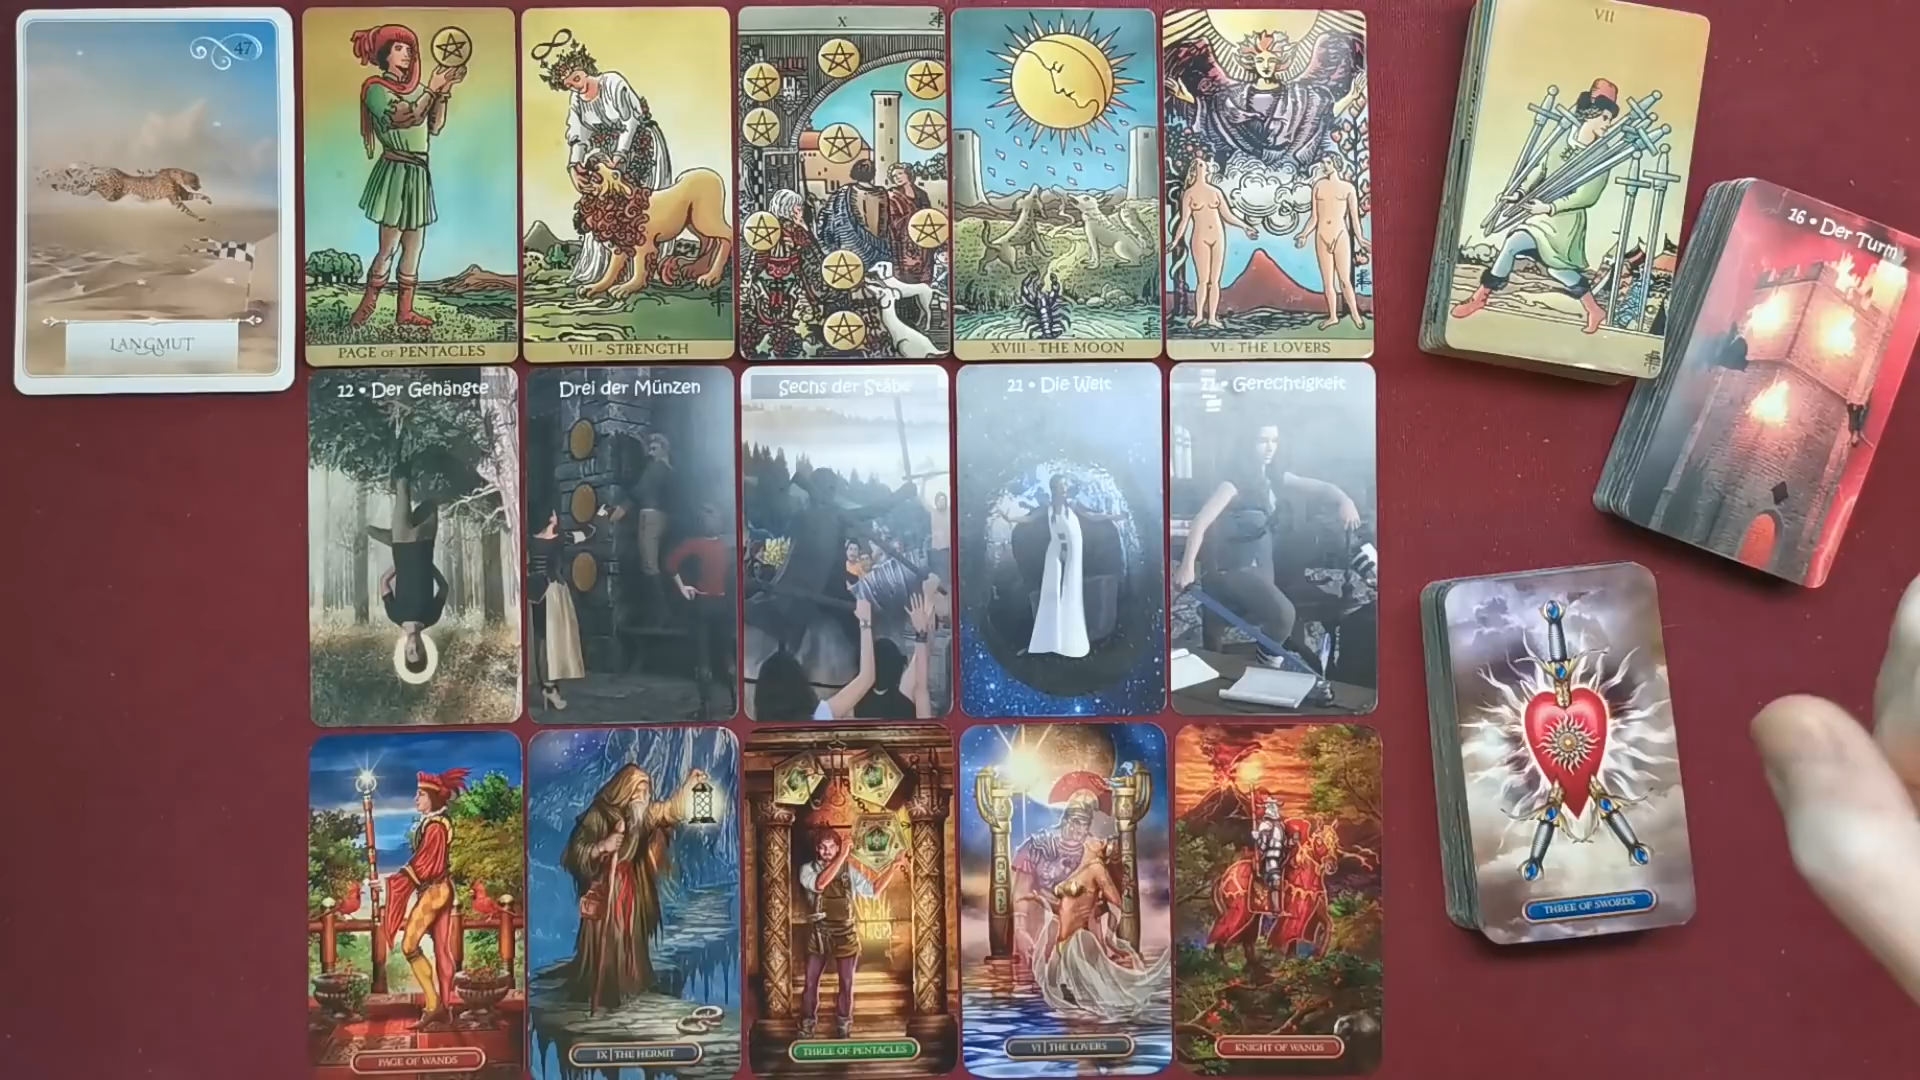 47
LANGMUT
PAGE OF PENTACLES
VIII - STRENGTH
X
XVIII - THE MOON
VI - THE LOVERS
VII
16 • Der Turm
12 • Der Gehängte
Drei der Münzen
Sechs der Stäbe
21 • Die Welt
11 • Gerechtigkeit
THREE OF SWORDS
PAGE OF WANDS
IX | THE HERMIT
THREE OF PENTACLES
VI | THE LOVERS
KNIGHT OF WANDS